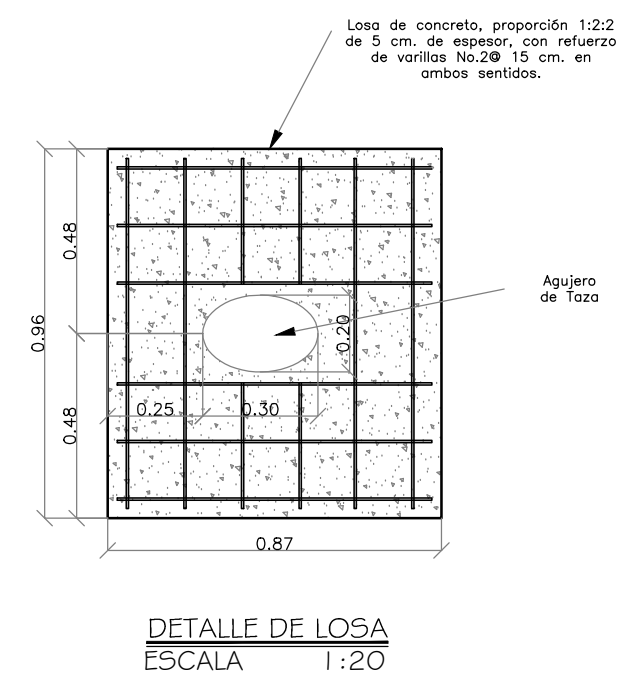 Losa de concreto, proporción 1:2:2
de 5 cm. de espesor, con refuerzo
de varillas No.2@ 15 cm. en
ambos sentidos.
0.48
Agujero
de Taza
0.96
0.20
0.25
0.30
0.48
0.87
DETALLE DE LOSA
ESCALA 1:20